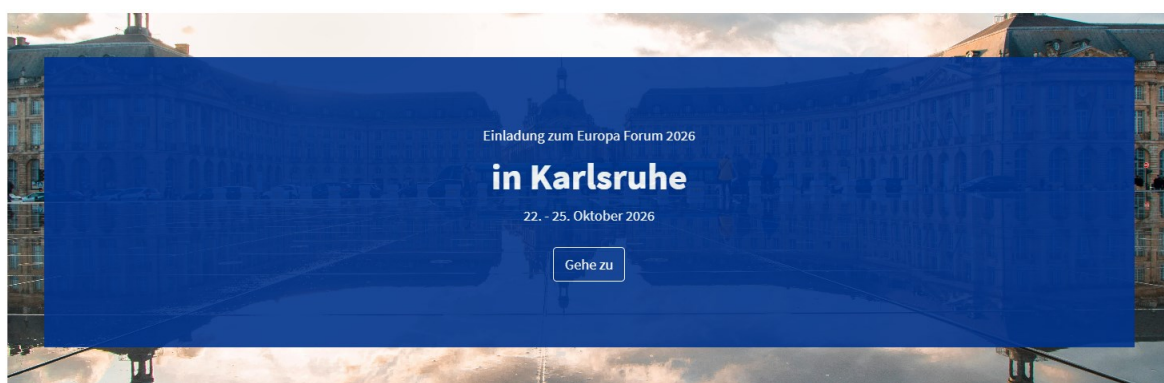 Einladung zum Europa Forum 2026
in Karlsruhe
22. - 25. Oktober 2026
Gehe zu